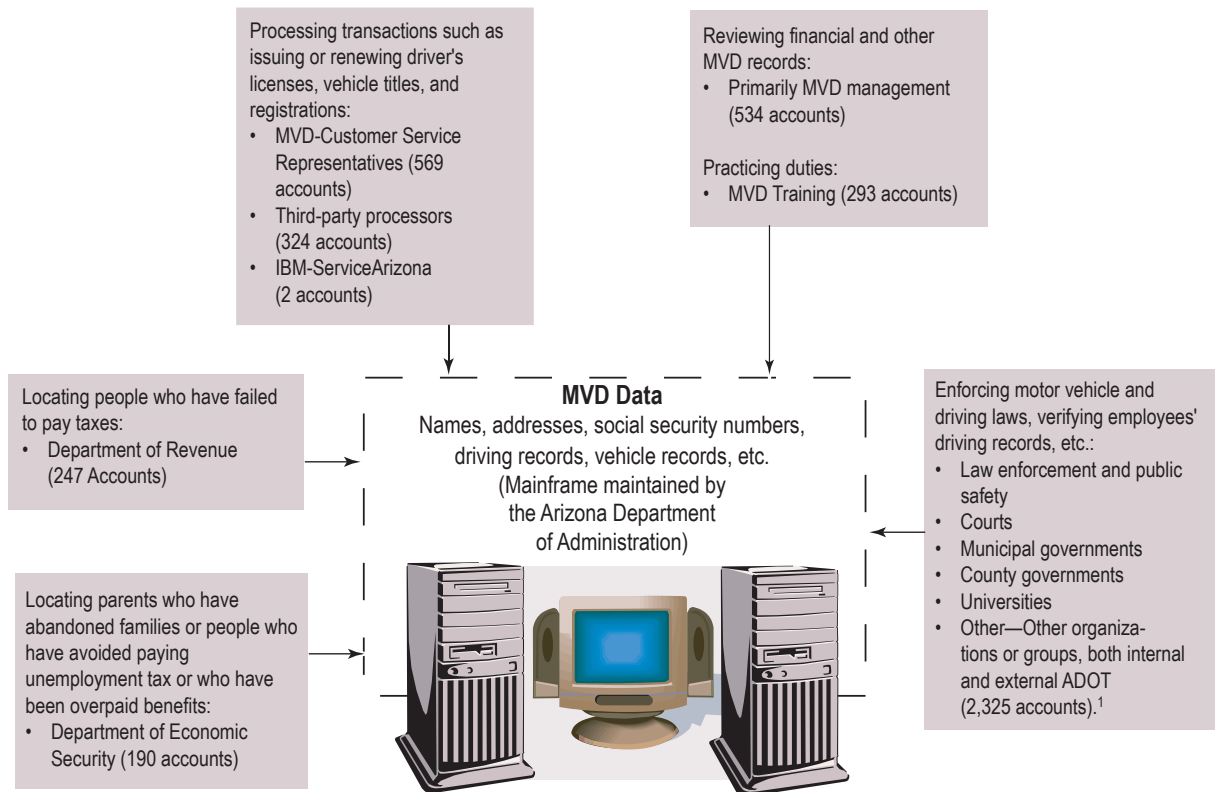 Processing transactions such as
issuing or renewing driver's
licenses, vehicle titles, and
registrations:
• MVD-Customer Service
Representatives (569
accounts)
• Third-party processors
(324 accounts)
• IBM-ServiceArizona
(2 accounts)
Reviewing financial and other
MVD records:
• Primarily MVD management
(534 accounts)
Practicing duties:
• MVD Training (293 accounts)
Locating people who have failed
to pay taxes:
• Department of Revenue
(247 Accounts)
MVD Data
Names, addresses, social security numbers,
driving records, vehicle records, etc.
(Mainframe maintained by
the Arizona Department
of Administration)
Enforcing motor vehicle and
driving laws, verifying employees'
driving records, etc.:
• Law enforcement and public
safety
• Courts
• Municipal governments
• County governments
• Universities
• Other—Other organiza-
tions or groups, both internal
and external ADOT
(2,325 accounts).1
Locating parents who have
abandoned families or people who
have avoided paying
unemployment tax or who have
been overpaid benefits:
• Department of Economic
Security (190 accounts)